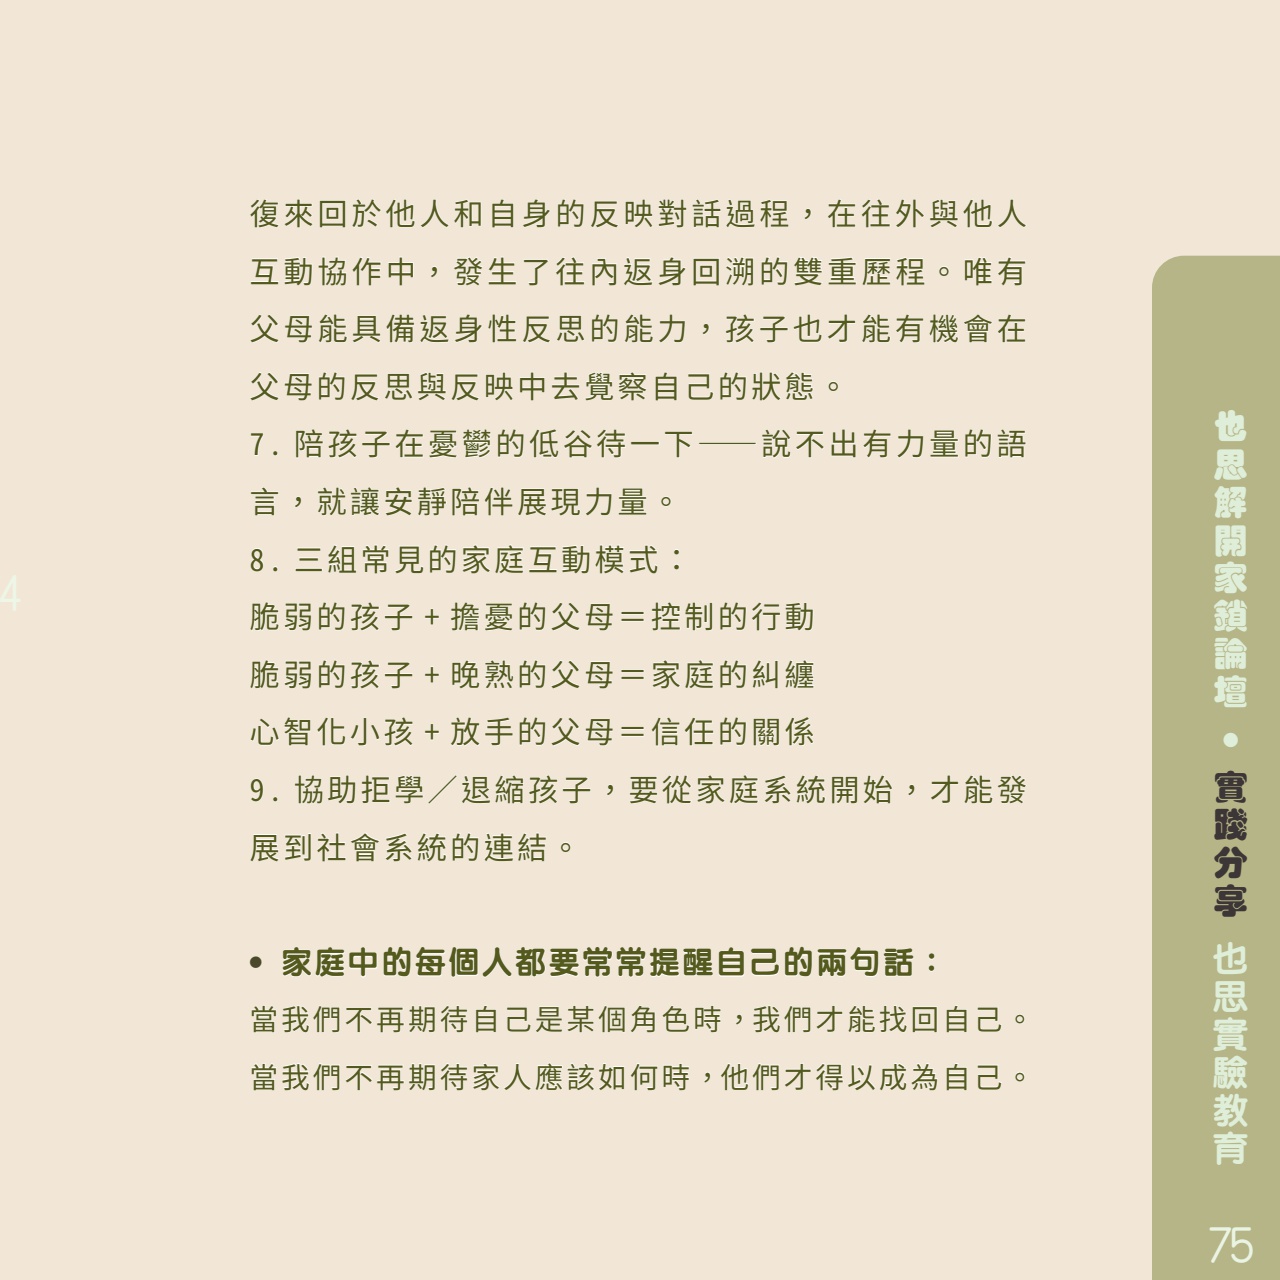 復來回於他人和自身的反映對話過程，在往外與他人
互動協作中，發生了往內返身回溯的雙重歷程。唯有
父母能具備返身性反思的能力，孩子也才能有機會在
父母的反思與反映中去覺察自己的狀態。
7. 陪孩子在憂鬱的低谷待一下——說不出有力量的語
言，就讓安靜陪伴展現力量。
8. 三組常見的家庭互動模式：
脆弱的孩子 + 擔憂的父母＝控制的行動
脆弱的孩子 + 晚熟的父母＝家庭的糾纏
心智化小孩 + 放手的父母＝信任的關係
9. 協助拒學／退縮孩子，要從家庭系統開始，才能發
展到社會系統的連結。
• 家庭中的每個人都要常常提醒自己的兩句話：
當我們不再期待自己是某個角色時，我們才能找回自己。
當我們不再期待家人應該如何時，他們才得以成為自己。
4
也思解開家鎖論壇 • 實踐分享 也思實驗教育
75